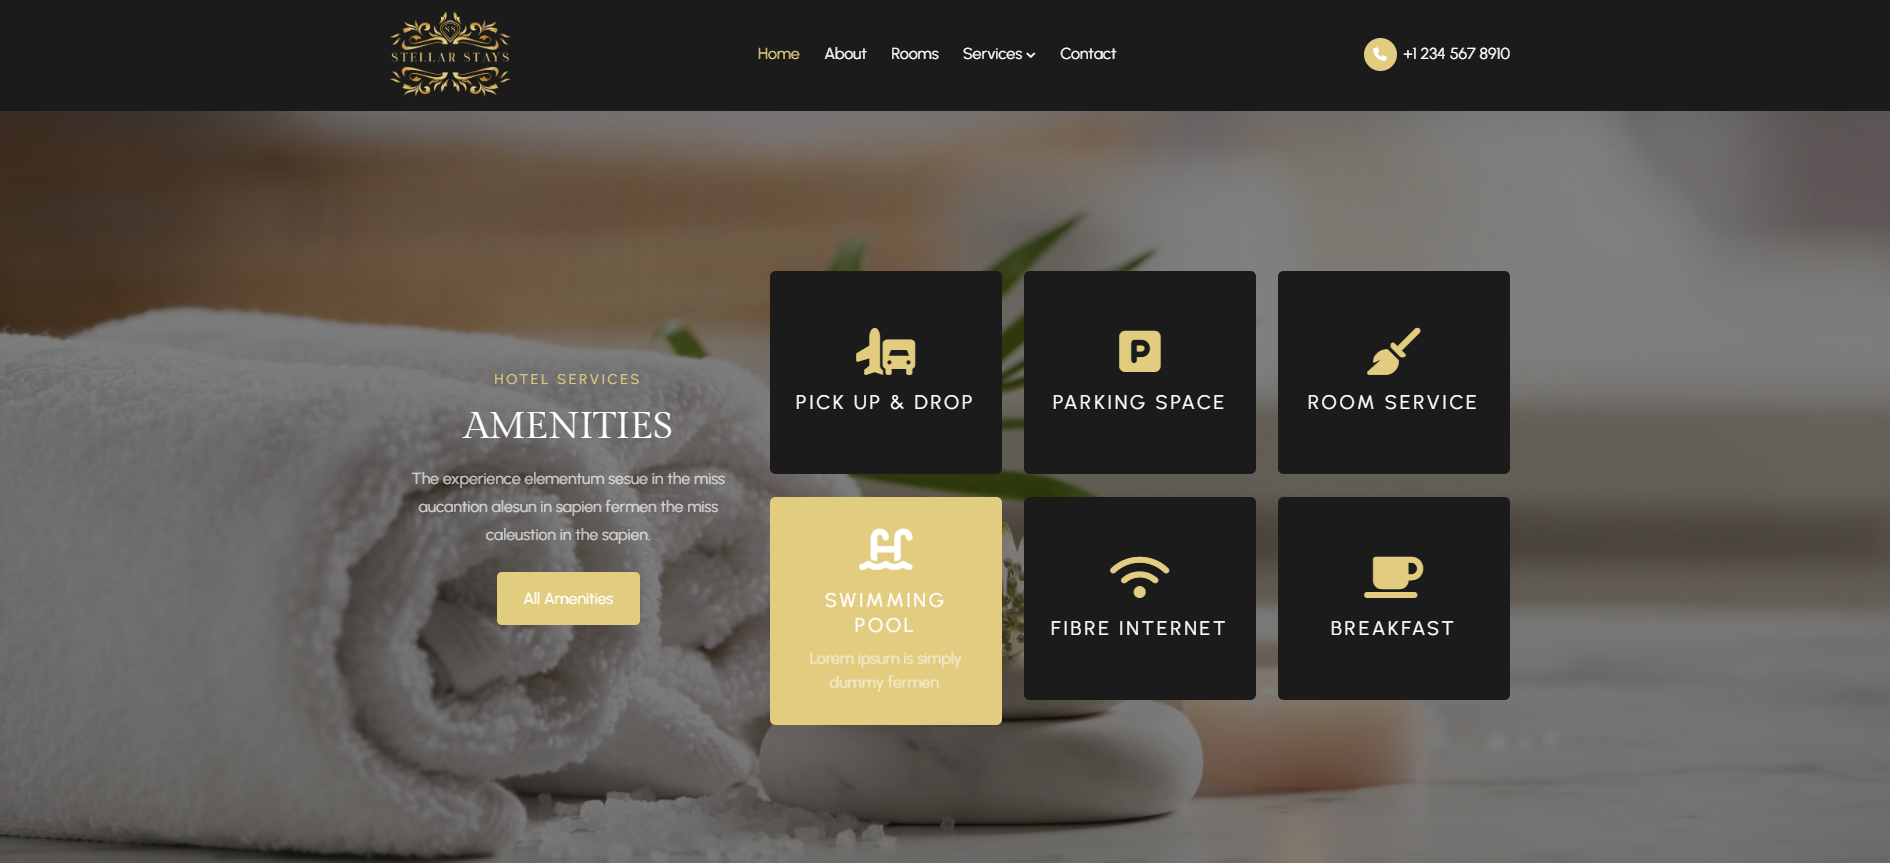 SS
STELLAR STAYS
Home About Rooms Services Contact
+1 234 567 8910
HOTEL SERVICES
AMENITIES
The experience elementum sesue in the miss
aucantion alesun in sapien fermen the miss
caleustion in the sapien.
All Amenities
PICK UP & DROP
P
PARKING SPACE
ROOM SERVICE
SWIMMING
POOL
Lorem ipsum is simply
dummy fermen.
FIBRE INTERNET
BREAKFAST